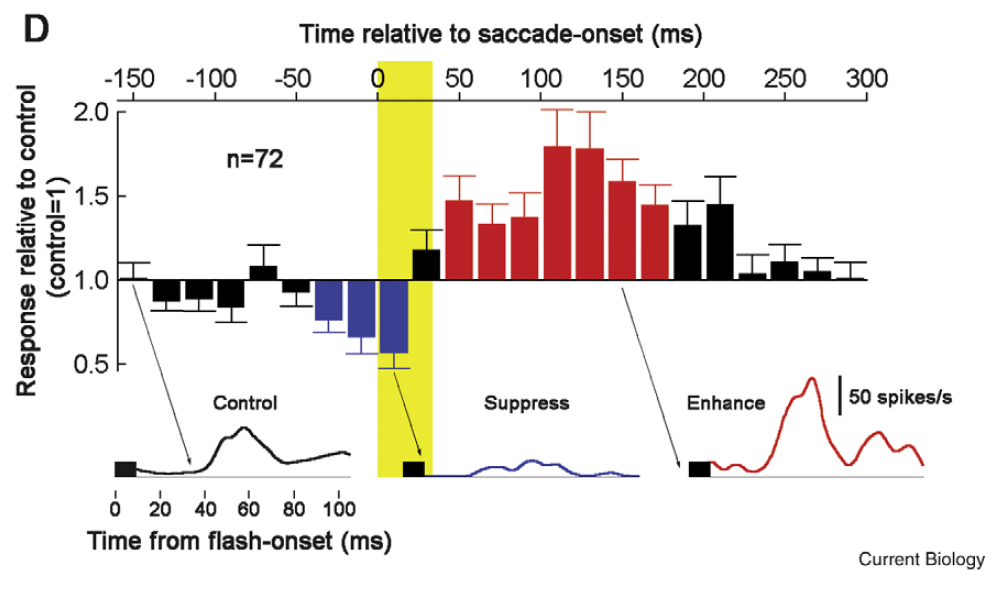 D
Time relative to saccade-onset (ms)
-150 -100 -50 0 50 100 150 200 250 300
Response relative to control
(control=1)
2.0
n=72
1.5
1.0
0.5
Control
Suppress
Enhance
50 spikes/s
0 20 40 60 80 100
Time from flash-onset (ms)
Current Biology